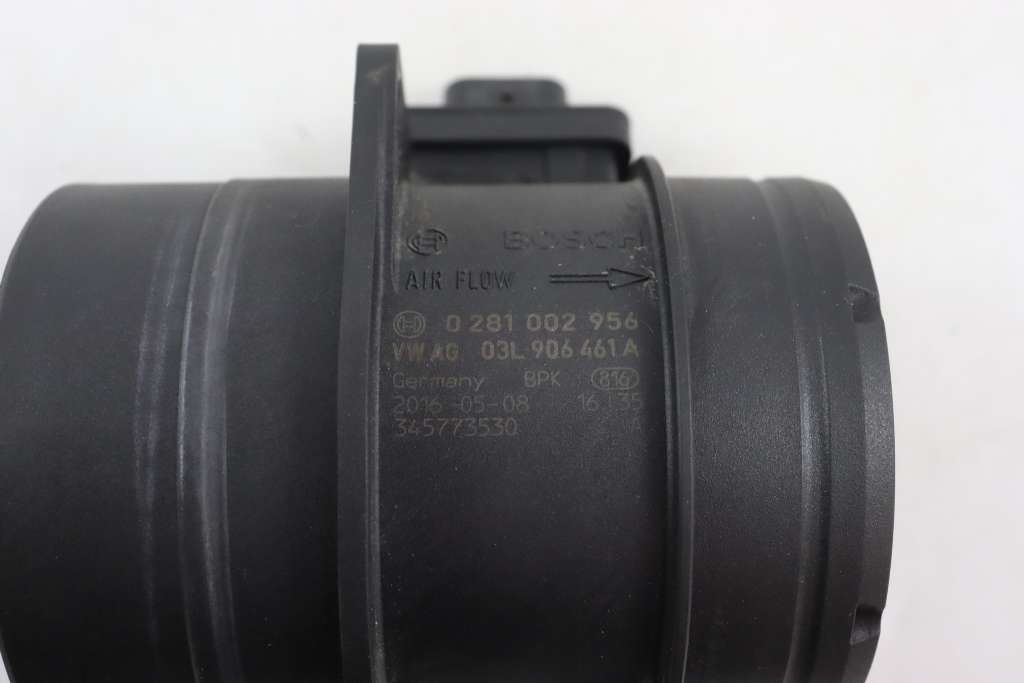 BOSCH
AIR FLOW
0 281 002 956
VW AG 03L 906 461 A
Germany BPK 816
2016-05-08 16:35
345773530